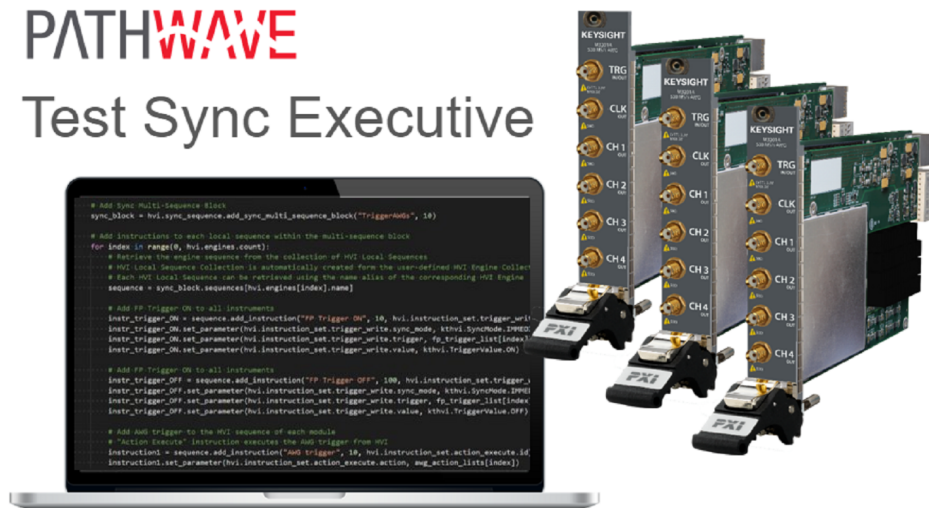 PATHWAVE
Test Sync Executive
# Add Sync Multi-Sequence Block
sync_block = hvi.sync_sequence.add_sync_multi_sequence_block("TriggerAWGs", 10)
# Add instructions to each local sequence within the multi-sequence block
for index in range(0, hvi.engines.count):
# Retrieve the engine sequence from the collection of HVI Local Sequences
# HVI Local Sequence Collection is automatically created form the user-defined HVI Engine Collect
# Each HVI Local Sequence can be retrieved using the name alias of the corresponding HVI Engine
sequence = sync_block.sequences[hvi.engines[index].name]
# Add FP Trigger ON to all instruments
instr_trigger_ON = sequence.add_instruction("FP Trigger ON", 10, hvi.instruction_set.trigger_writ
instr_trigger_ON.set_parameter(hvi.instruction_set.trigger_write.sync_mode, kthvi.SyncMode.IMMED
instr_trigger_ON.set_parameter(hvi.instruction_set.trigger_write.trigger, fp_trigger_list[index]
instr_trigger_ON.set_parameter(hvi.instruction_set.trigger_write.value, kthvi.TriggerValue.ON)
# Add FP Trigger OFF to all instruments
instr_trigger_OFF = sequence.add_instruction("FP Trigger OFF", 100, hvi.instruction_set.trigger_
instr_trigger_OFF.set_parameter(hvi.instruction_set.trigger_write.sync_mode, kthvi.SyncMode.IMME
instr_trigger_OFF.set_parameter(hvi.instruction_set.trigger_write.trigger, fp_trigger_list[index
instr_trigger_OFF.set_parameter(hvi.instruction_set.trigger_write.value, kthvi.TriggerValue.OFF)
# Add AWG trigger to the HVI sequence of each module
# "Action Execute" instruction executes the AWG trigger from HVI
instruction1 = sequence.add_instruction("AWG trigger", 10, hvi.instruction_set.action_execute.id
instruction1.set_parameter(hvi.instruction_set.action_execute.action, awg_action_lists[index])
KEYSIGHT
TRG
CLK
CH 1
CH 2
CH 3
CH 4
PXI
KEYSIGHT
TRG
CLK
CH 1
CH 2
CH 3
CH 4
PXI
KEYSIGHT
TRG
CLK
CH 1
CH 2
CH 3
CH 4
PXI